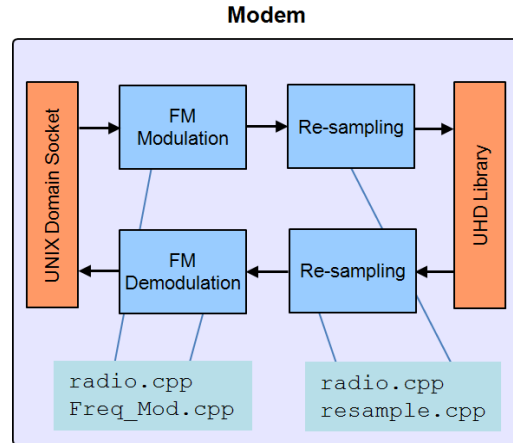 Modem
UNIX Domain Socket
FM
Modulation
Re-sampling
UHD Library
FM
Demodulation
Re-sampling
radio.cpp
Freq_Mod.cpp
radio.cpp
resample.cpp